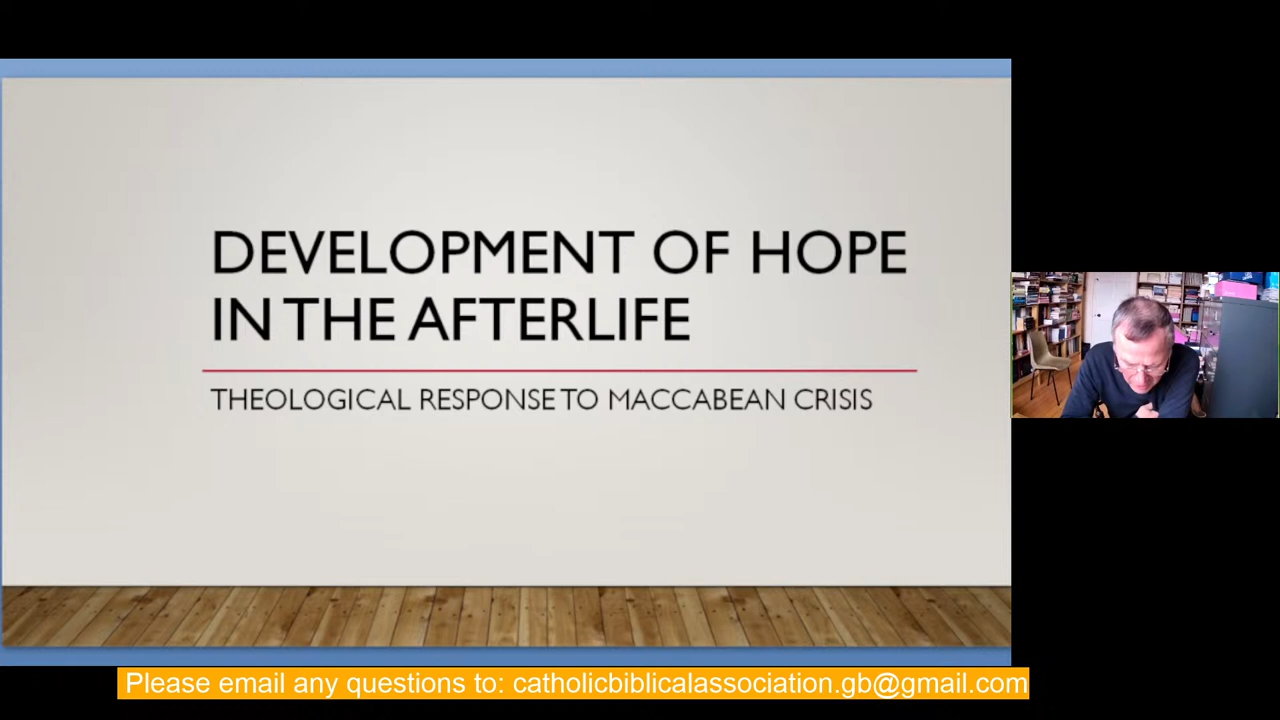 DEVELOPMENT OF HOPE
IN THE AFTERLIFE
THEOLOGICAL RESPONSE TO MACCABEAN CRISIS
Please email any questions to: catholicbiblicalassociation.gb@gmail.com